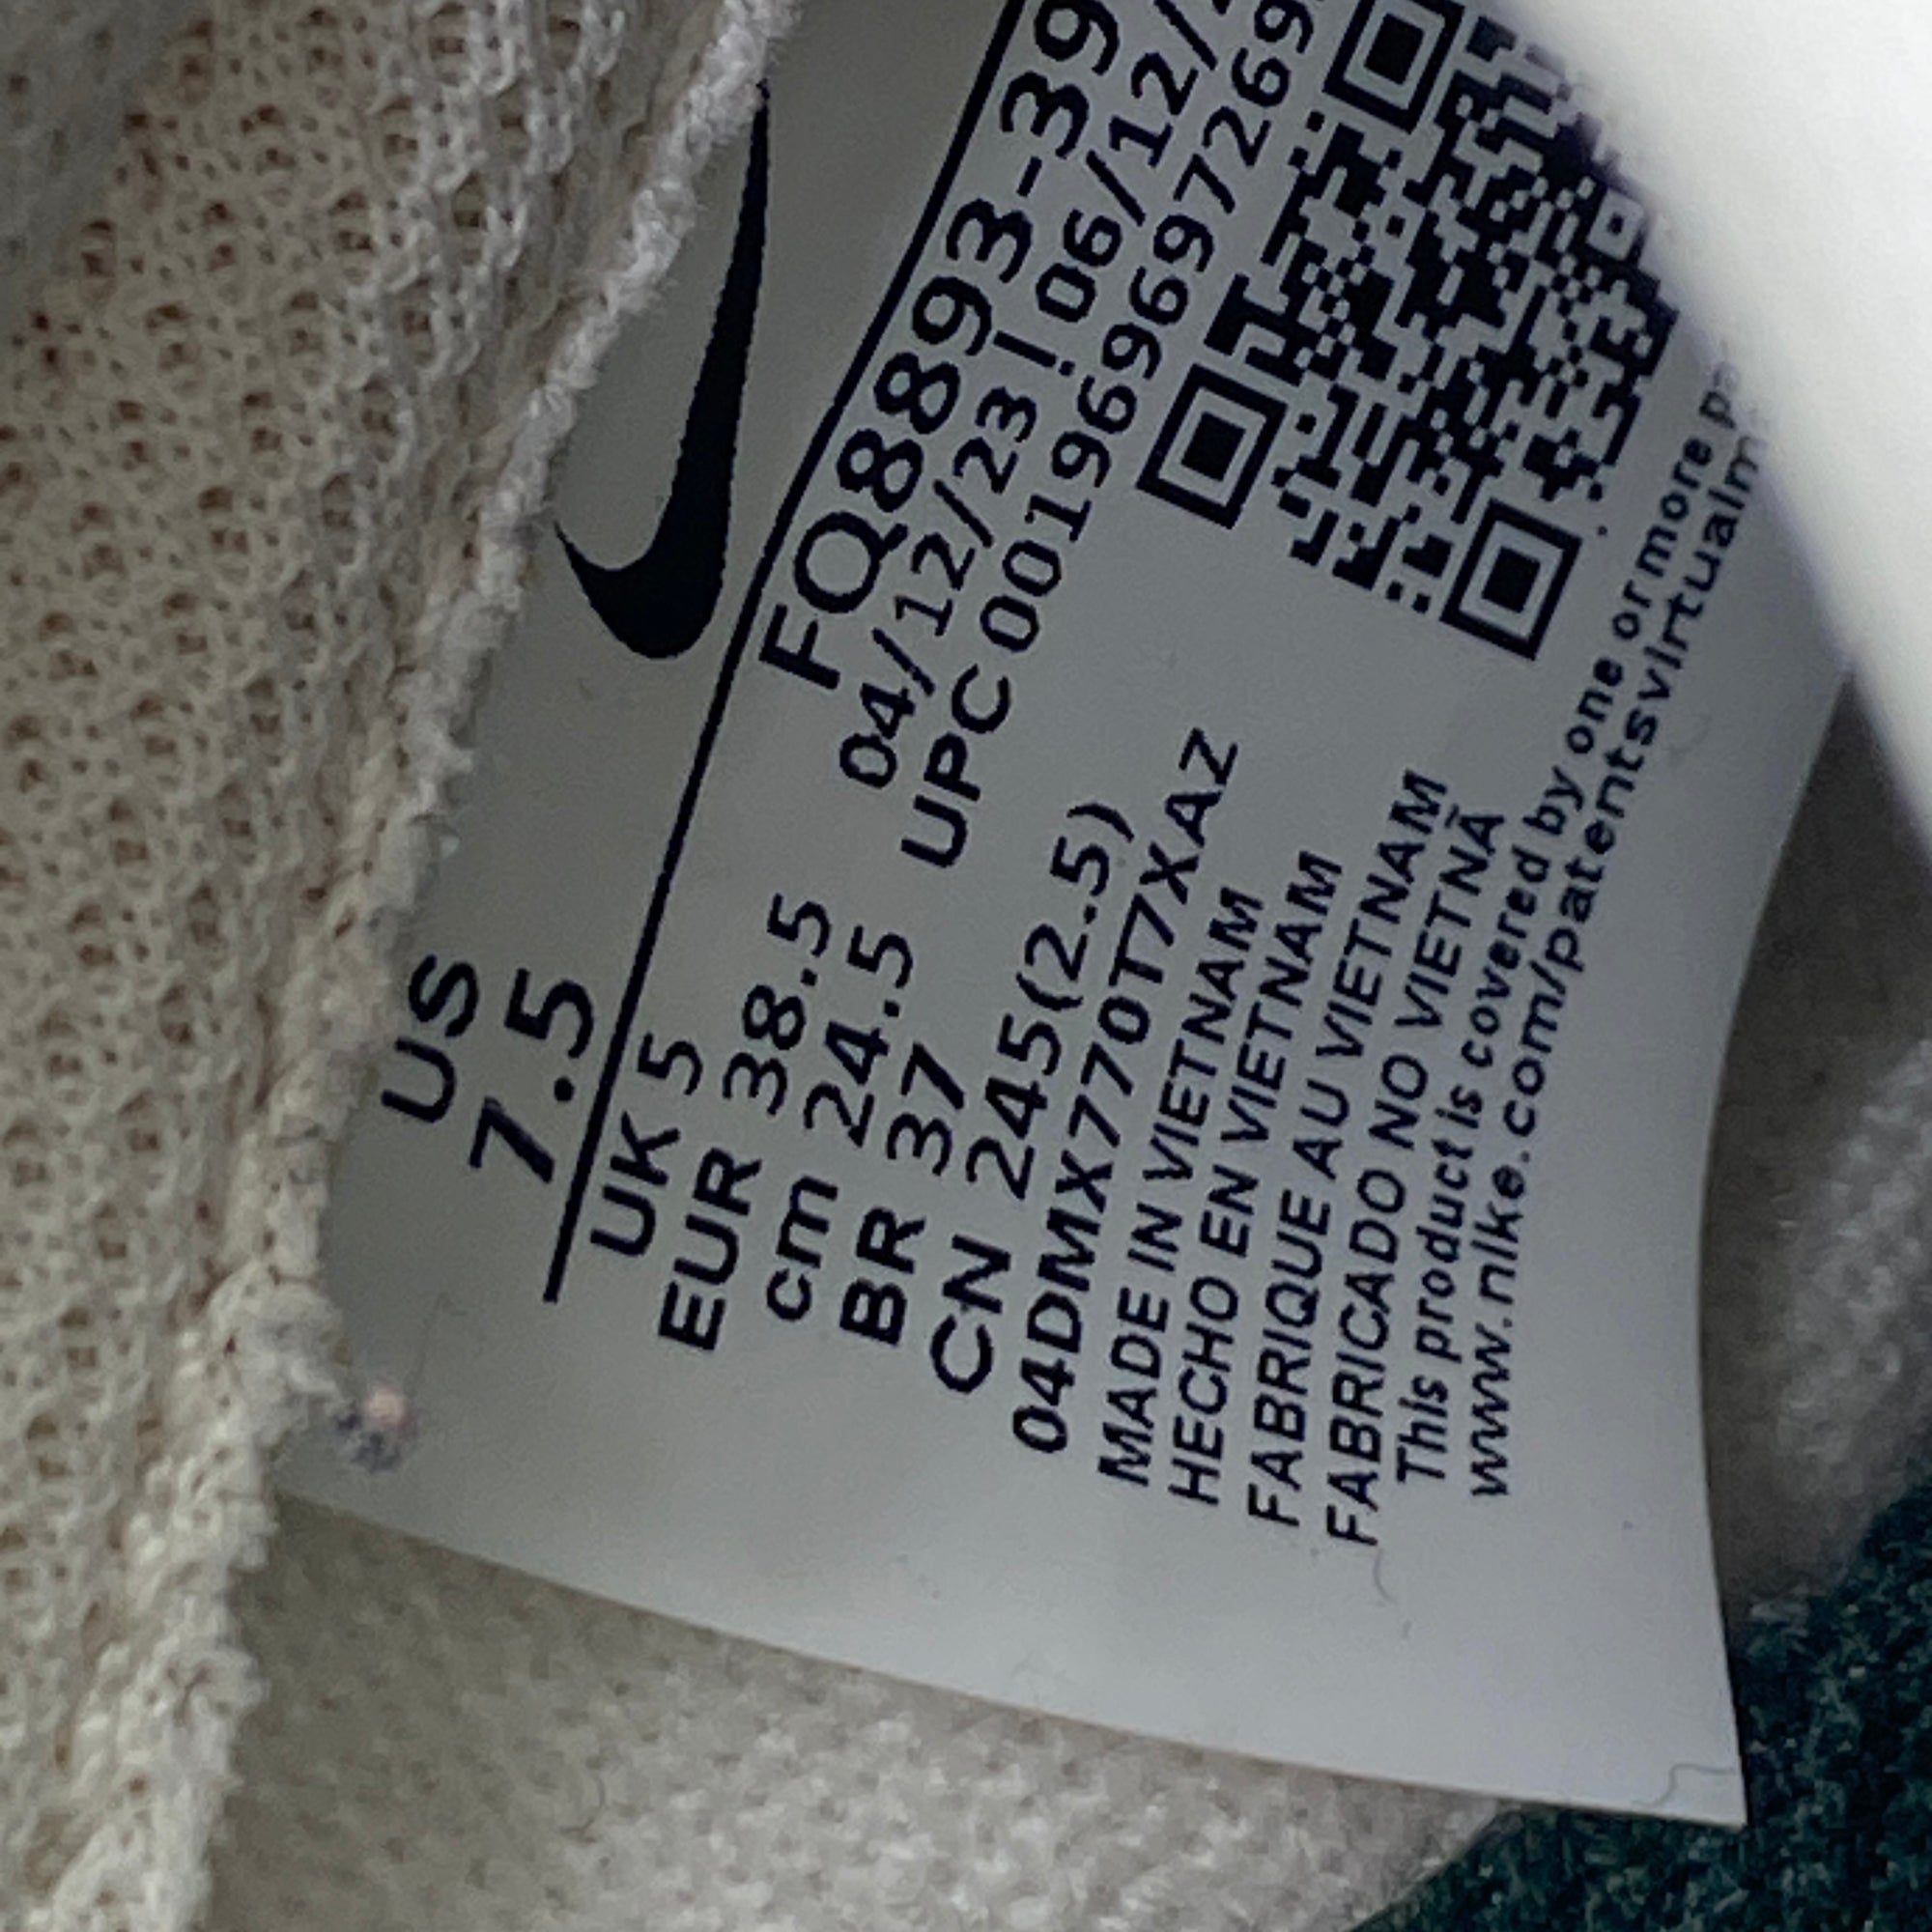 US
7.5
UK 5
EUR 38.5
cm 24.5
BR 37
CN 245(2.5)
04DMX770T7XAZ
FQ8893-39
04/12/23 | 06/12/
UPC 00196969697269
MADE IN VIETNAM
HECHO EN VIETNAM
FABRIQUE AU VIETNAM
FABRICADO NO VIETNÃ
This product is covered by one or more
www.nike.com/patentsvirtualm